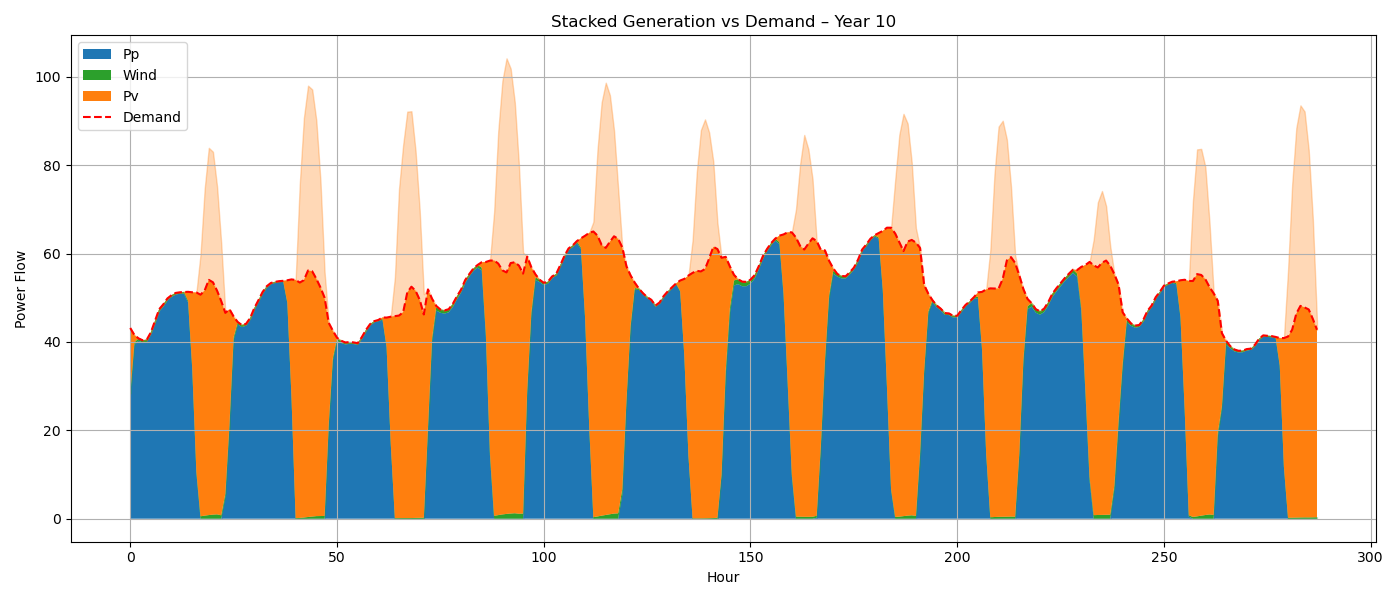 Stacked Generation vs Demand – Year 10
Pp
Wind
Pv
Demand
Power Flow
100
80
60
40
20
0
0 50 100 150 200 250 300
Hour